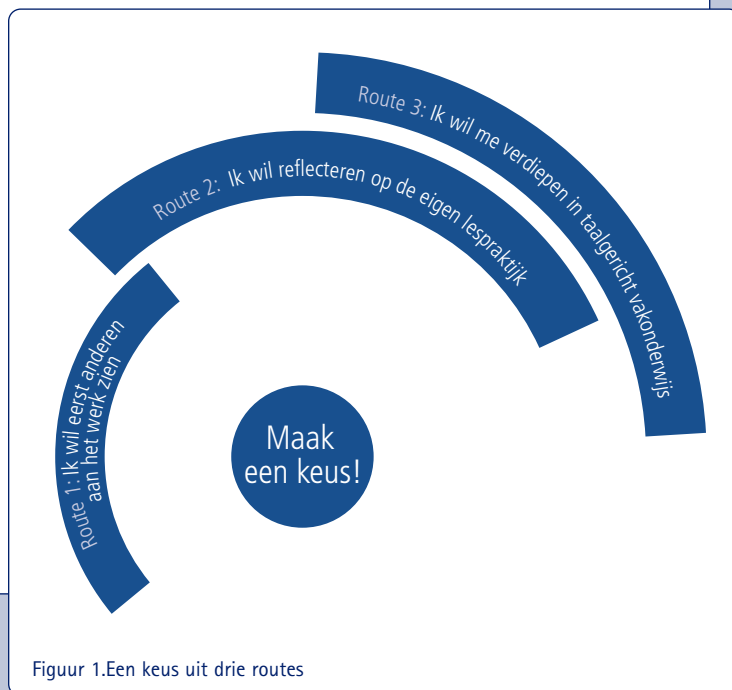 Route 1: Ik wil eerst anderen
aan het werk zien
Route 2: Ik wil reflecteren op de eigen lespraktijk
Route 3: Ik wil me verdiepen in taalgericht vakonderwijs
Maak
een keus!
Figuur 1.Een keus uit drie routes